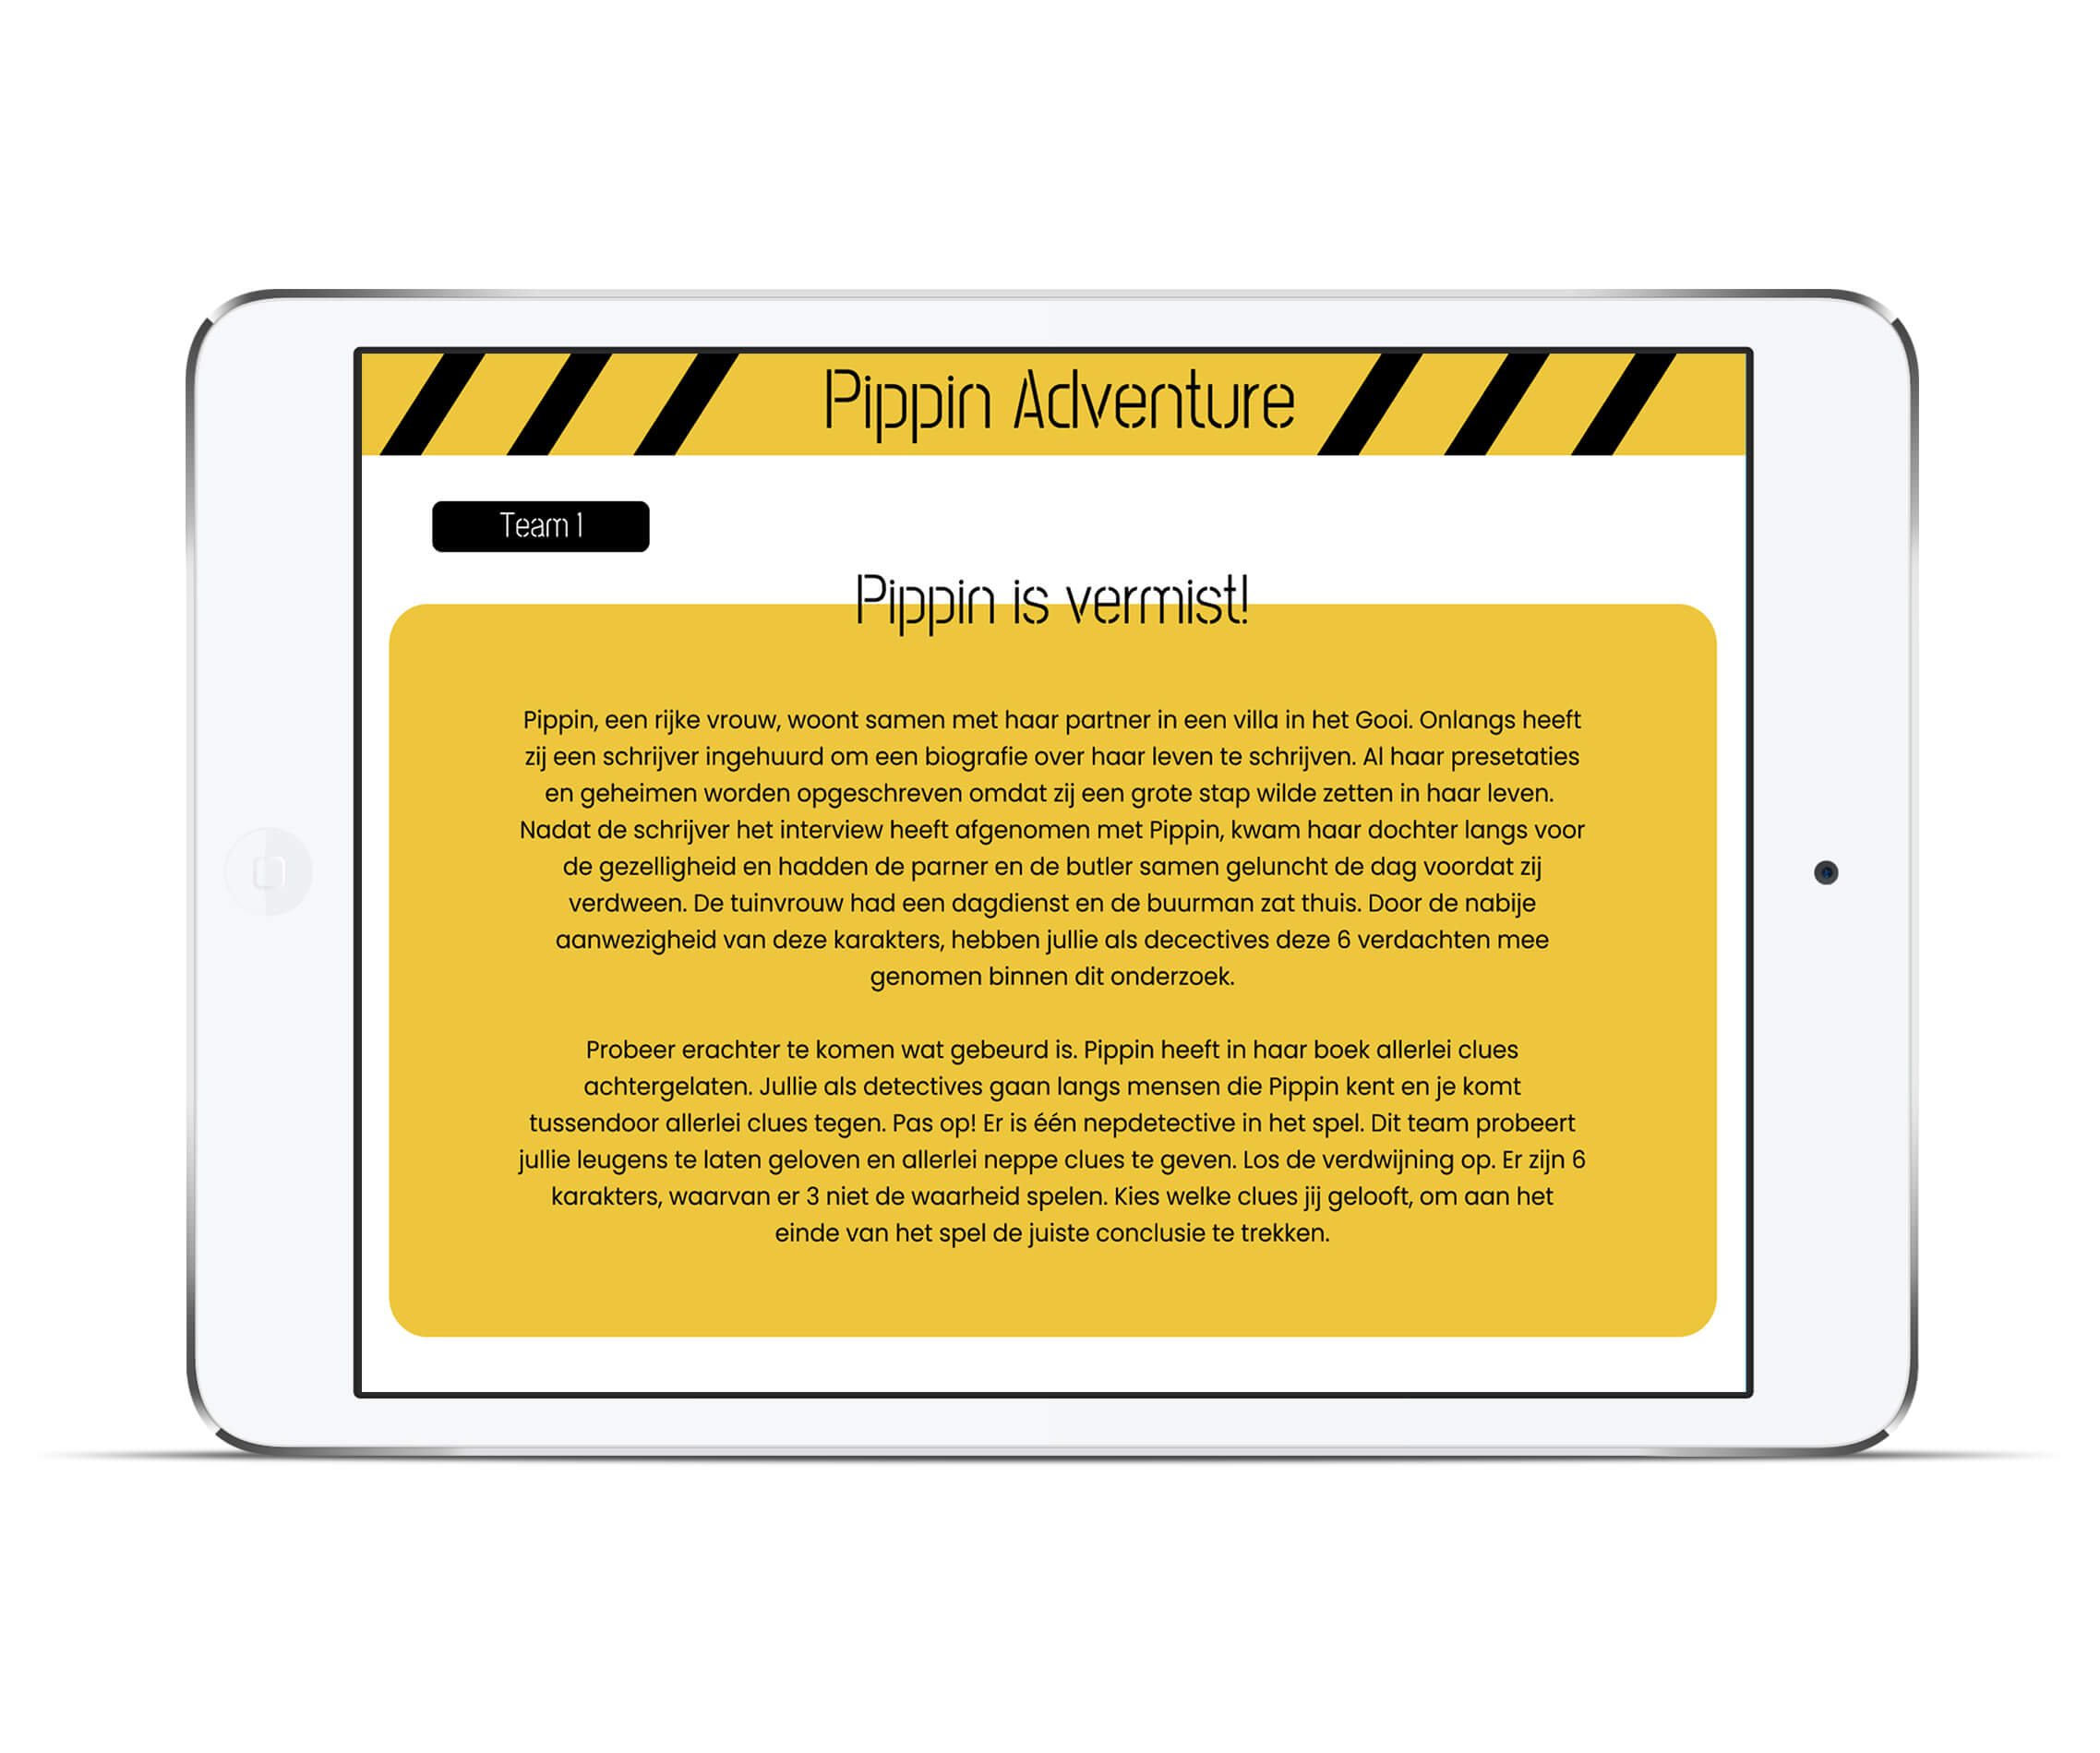 Pippin Adventure
Team 1
Pippin is vermist!
Pippin, een rijke vrouw, woont samen met haar partner in een villa in het Gooi. Onlangs heeft
zij een schrijver ingehuurd om een biografie over haar leven te schrijven. Al haar presetaties
en geheimen worden opgeschreven omdat zij een grote stap wilde zetten in haar leven.
Nadat de schrijver het interview heeft afgenomen met Pippin, kwam haar dochter langs voor
de gezelligheid en hadden de parner en de butler samen geluncht de dag voordat zij
verdween. De tuinvrouw had een dagdienst en de buurman zat thuis. Door de nabije
aanwezigheid van deze karakters, hebben jullie als decectives deze 6 verdachten mee
genomen binnen dit onderzoek.
Probeer erachter te komen wat gebeurd is. Pippin heeft in haar boek allerlei clues
achtergelaten. Jullie als detectives gaan langs mensen die Pippin kent en je komt
tussendoor allerlei clues tegen. Pas op! Er is één nepdetective in het spel. Dit team probeert
jullie leugens te laten geloven en allerlei neppe clues te geven. Los de verdwijning op. Er zijn 6
karakters, waarvan er 3 niet de waarheid spelen. Kies welke clues jij gelooft, om aan het
einde van het spel de juiste conclusie te trekken.